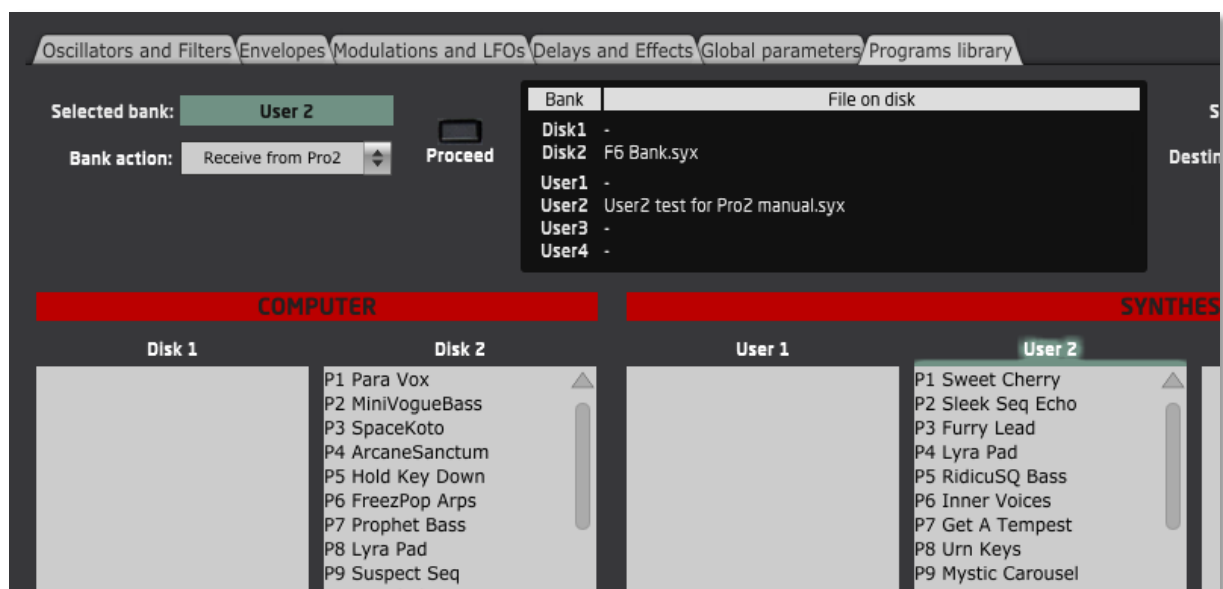 Oscillators and Filters Envelopes Modulations and LFOs Delays and Effects Global parameters Programs library
Selected bank: User 2
Bank action: Receive from Pro2
Proceed
Bank File on disk
Disk1 -
Disk2 F6 Bank.syx
User1 -
User2 User2 test for Pro2 manual.syx
User3 -
User4 -
S
Destin
COMPUTER
SYNTHES
Disk 1
Disk 2
P1 Para Vox
P2 MiniVogueBass
P3 SpaceKoto
P4 ArcaneSanctum
P5 Hold Key Down
P6 FreezPop Arps
P7 Prophet Bass
P8 Lyra Pad
P9 Suspect Seq
User 1
User 2
P1 Sweet Cherry
P2 Sleek Seq Echo
P3 Furry Lead
P4 Lyra Pad
P5 RidicuSQ Bass
P6 Inner Voices
P7 Get A Tempest
P8 Urn Keys
P9 Mystic Carousel